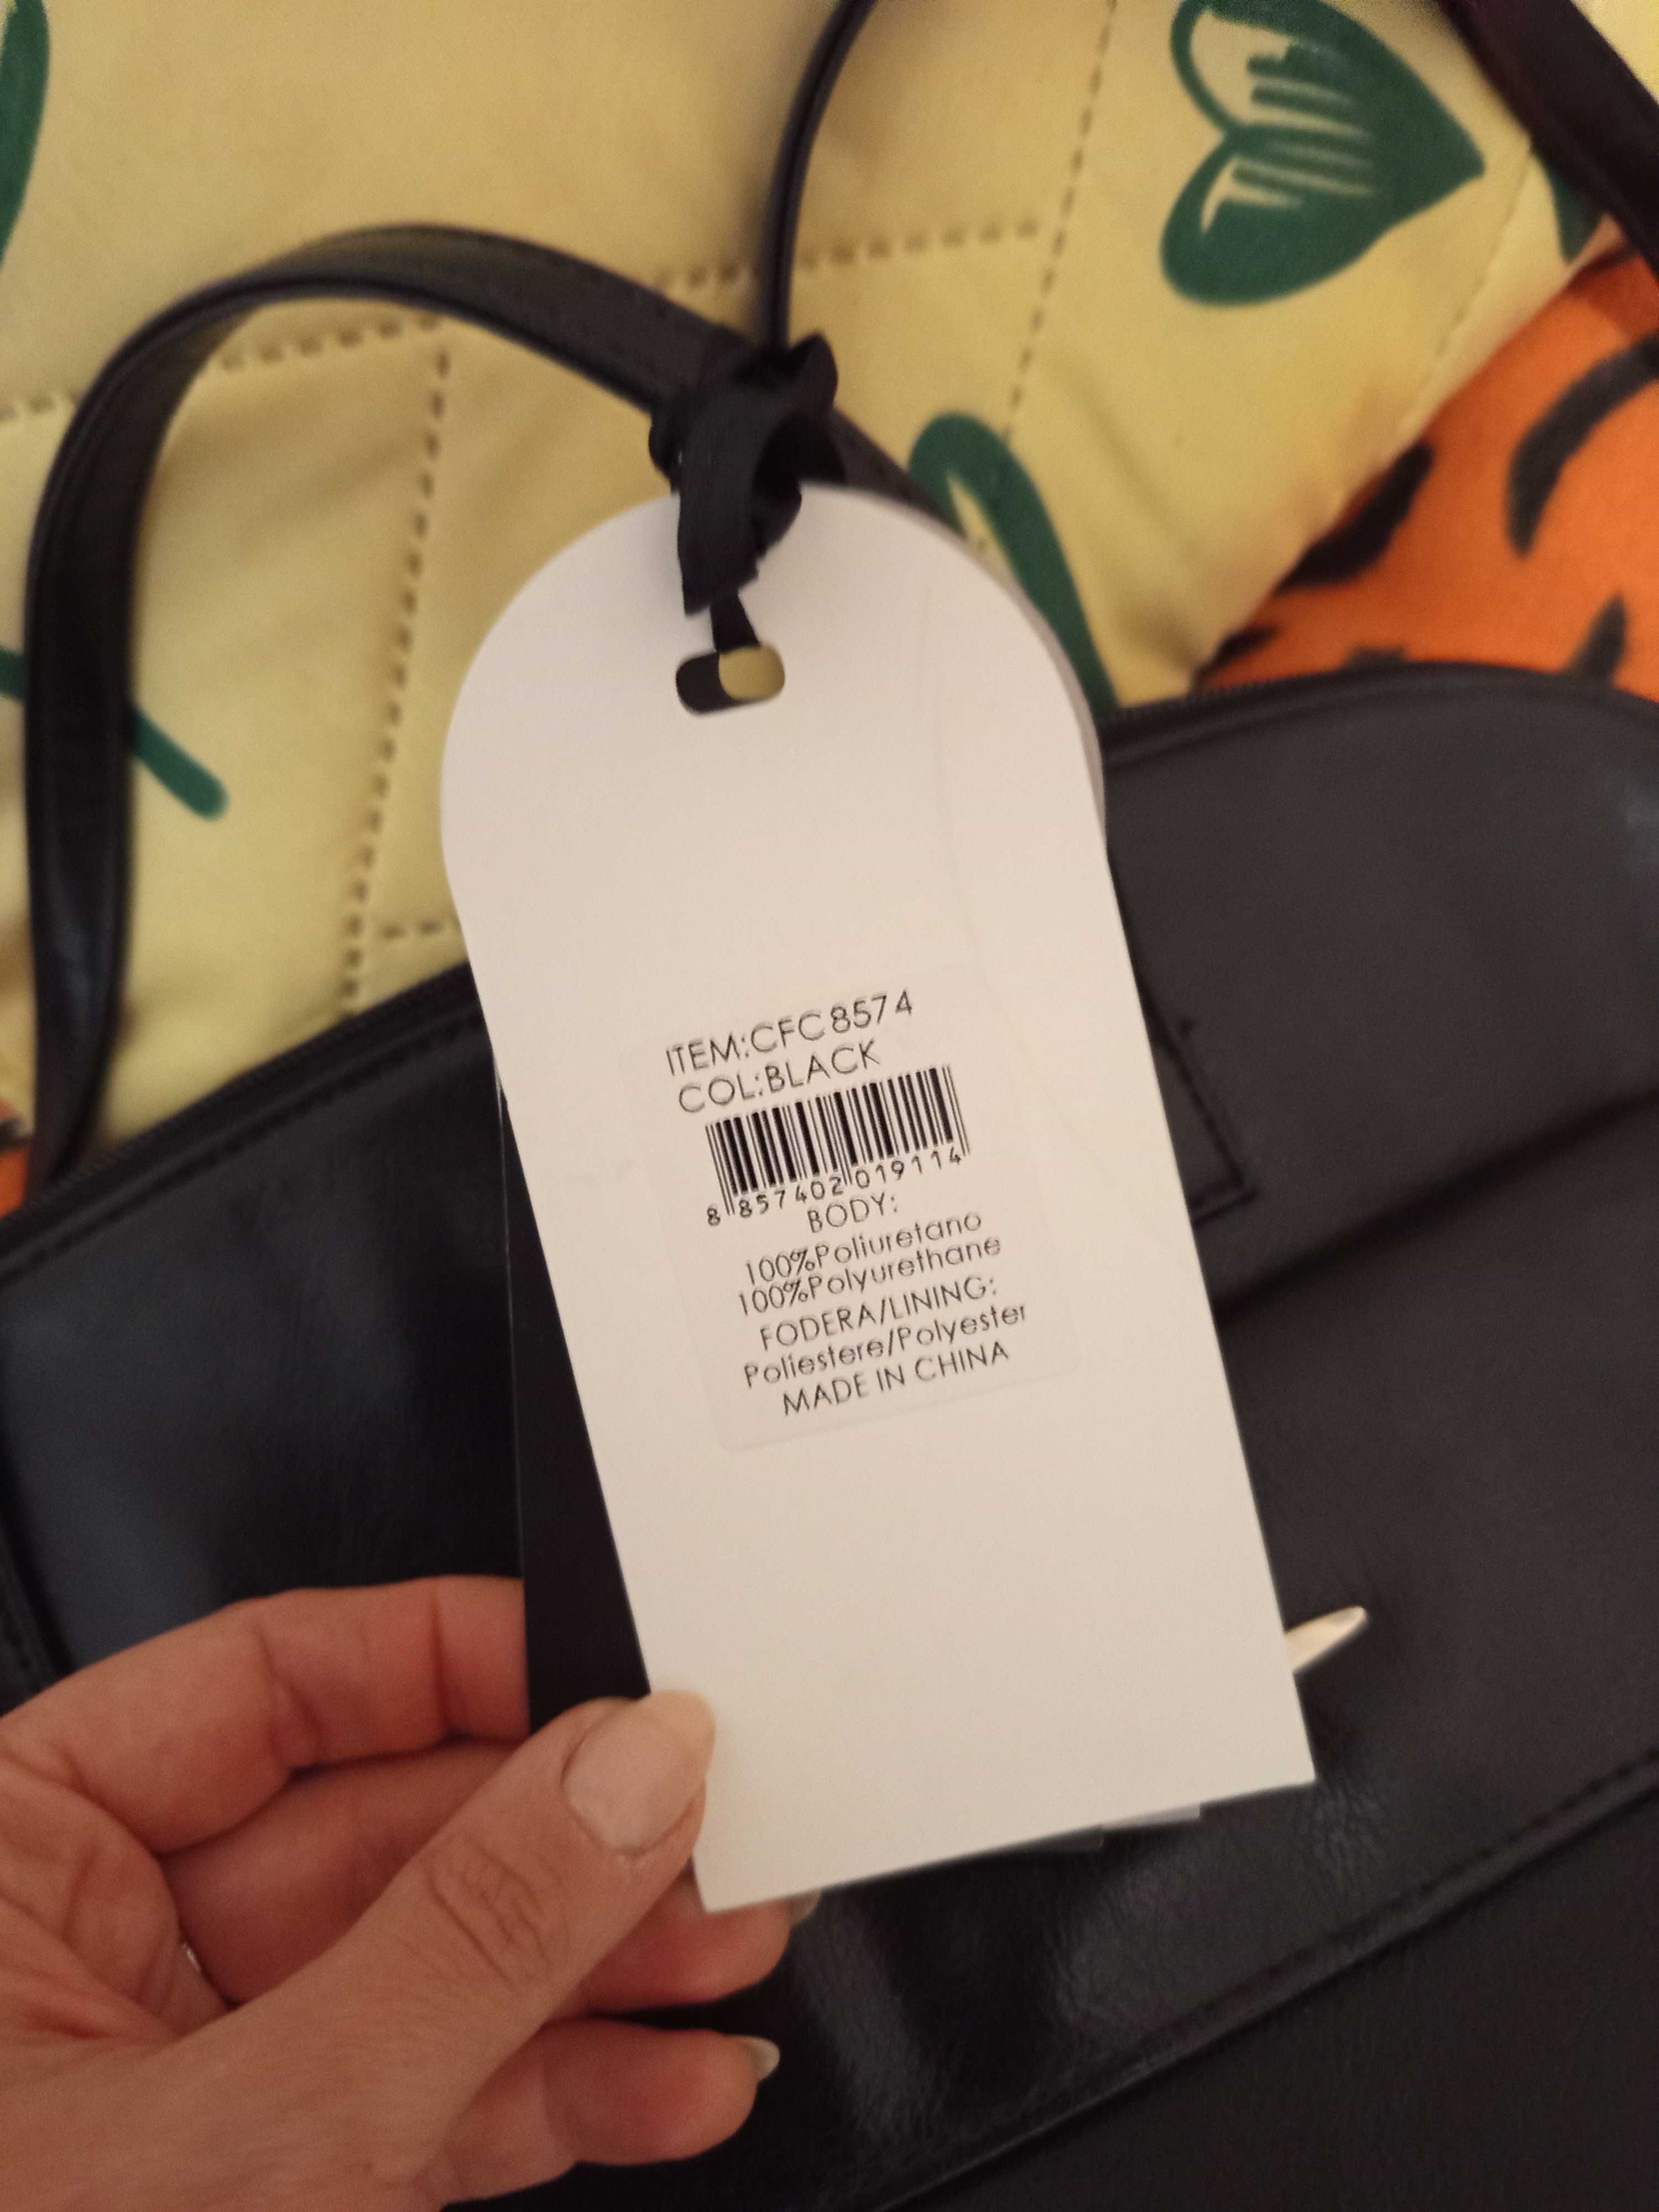 ITEM:CFC8574
COL:BLACK
8 857402 019114
BODY:
100%Poliuretano
100%Polyurethane
FODERA/LINING:
Poliestere/Polyester
MADE IN CHINA